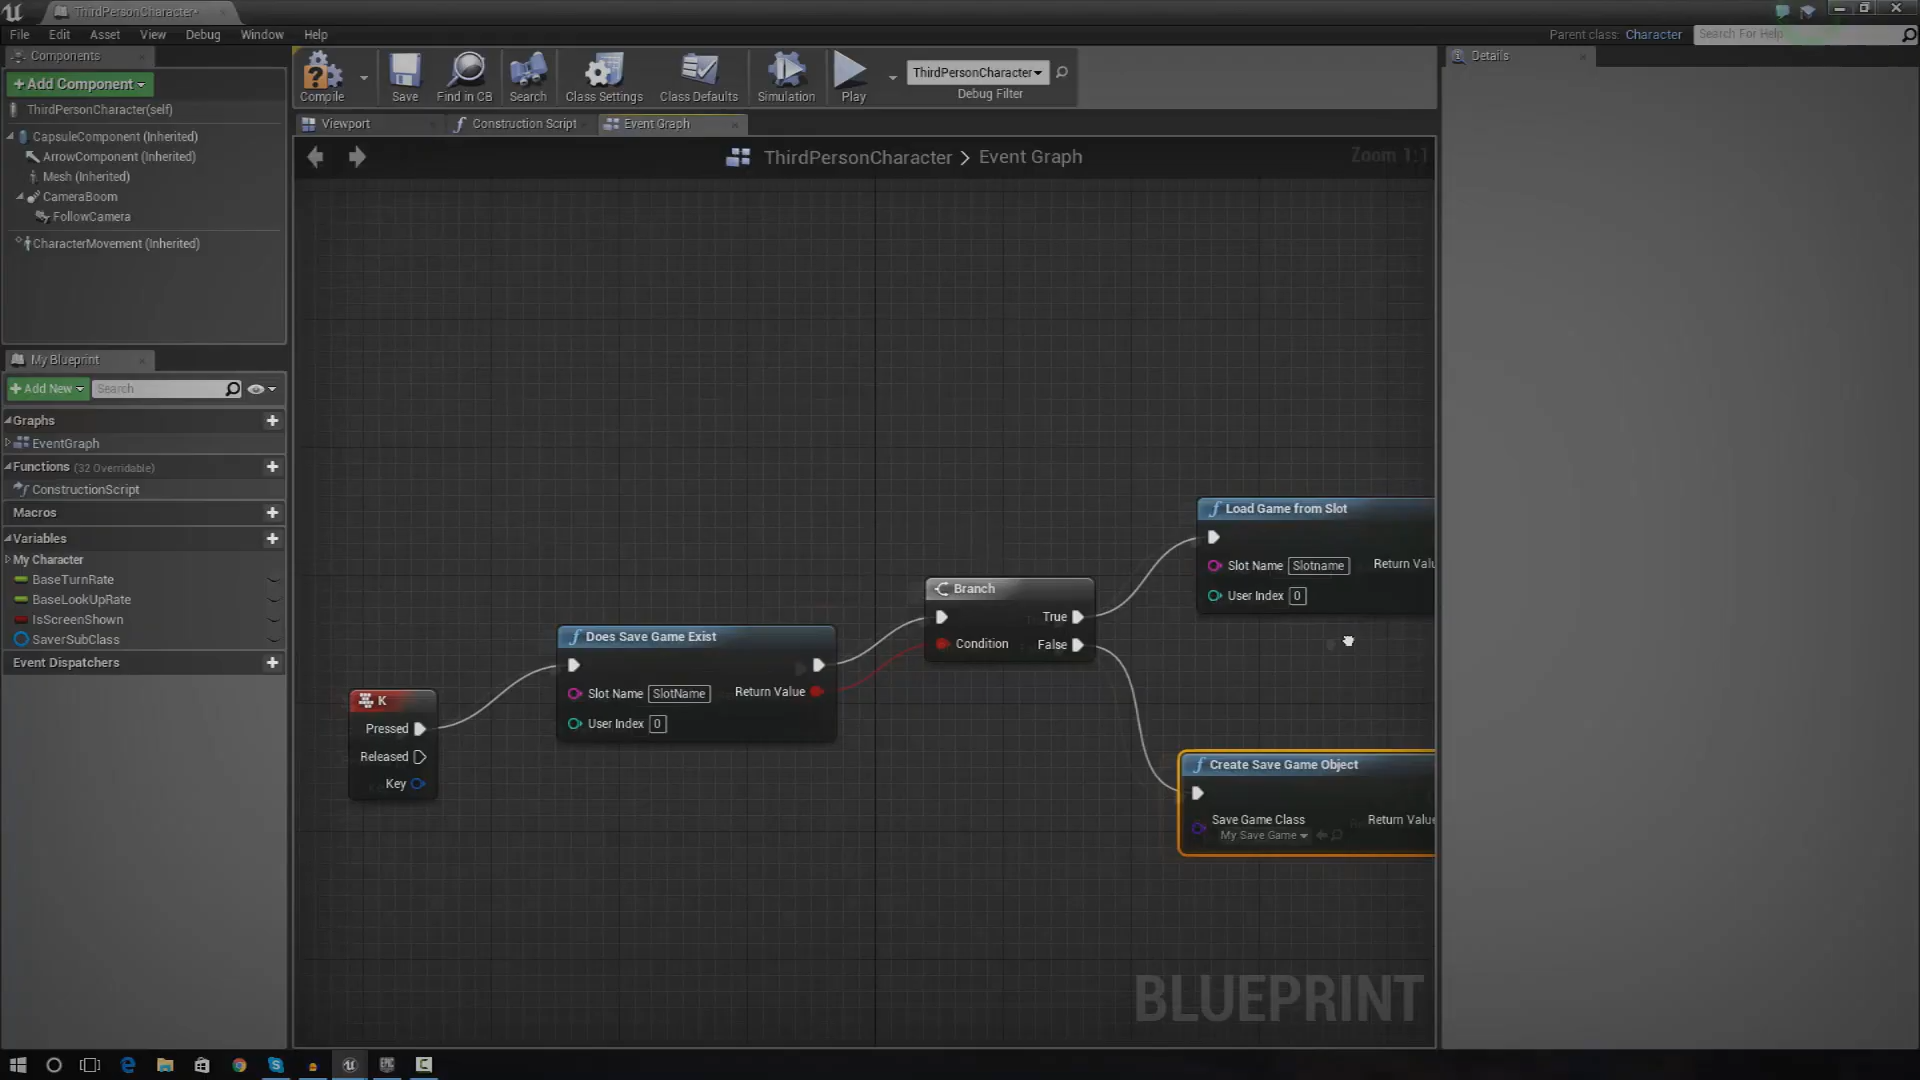 ThirdPersonCharacter*
File Edit Asset View Debug Window Help
Parent class: Character
Search For Help
Components
+Add Component
ThirdPersonCharacter(self)
CapsuleComponent (Inherited)
ArrowComponent (Inherited)
Mesh (Inherited)
CameraBoom
FollowCamera
CharacterMovement (Inherited)
My Blueprint
+Add New
Search
Graphs
EventGraph
Functions (32 Overridable)
ConstructionScript
Macros
Variables
My Character
BaseTurnRate
BaseLookUpRate
IsScreenShown
SaverSubClass
Event Dispatchers
Compile Save Find in CB Search Class Settings Class Defaults Simulation Play
ThirdPersonCharacter
Debug Filter
Viewport
Construction Script
Event Graph
ThirdPersonCharacter > Event Graph
Zoom 1:1
K
Pressed
Released
Key
Does Save Game Exist
Slot Name SlotName Return Value
User Index 0
Branch
True
Condition False
Load Game from Slot
Slot Name Slotname Return Valu
User Index 0
Create Save Game Object
Save Game Class Return Value
My Save Game
BLUEPRINT
Details